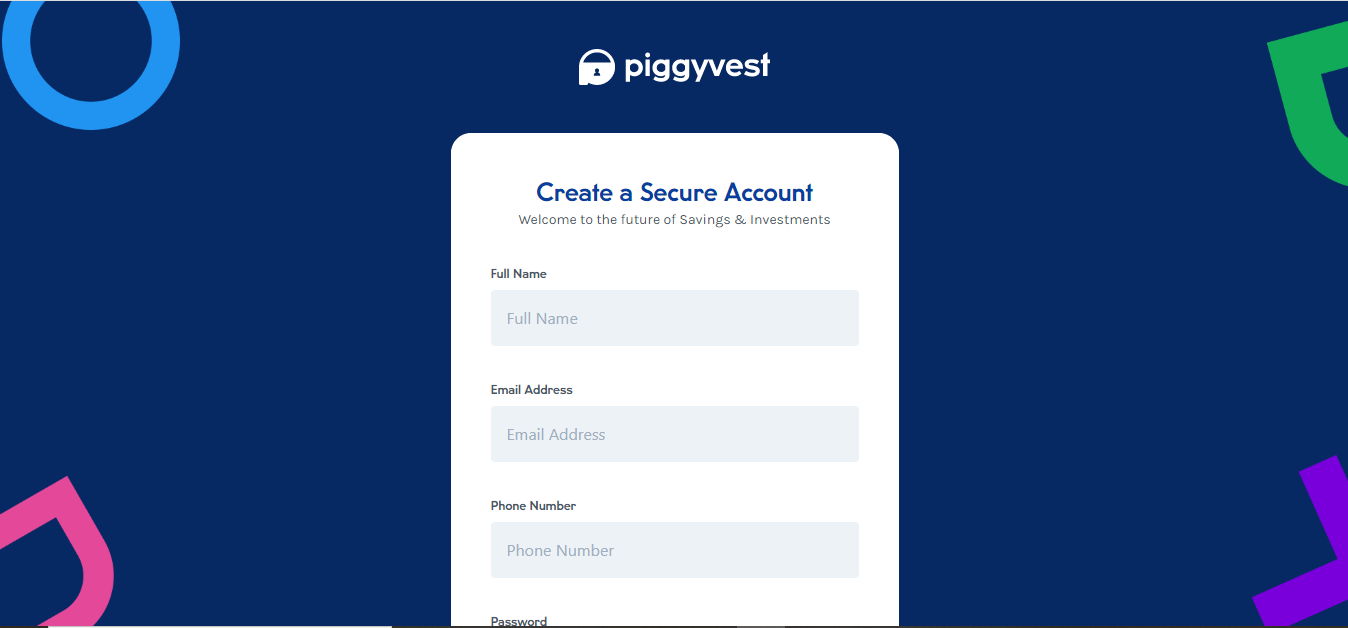 piggyvest
Create a Secure Account
Welcome to the future of Savings & Investments
Full Name
Full Name
Email Address
Email Address
Phone Number
Phone Number
Password